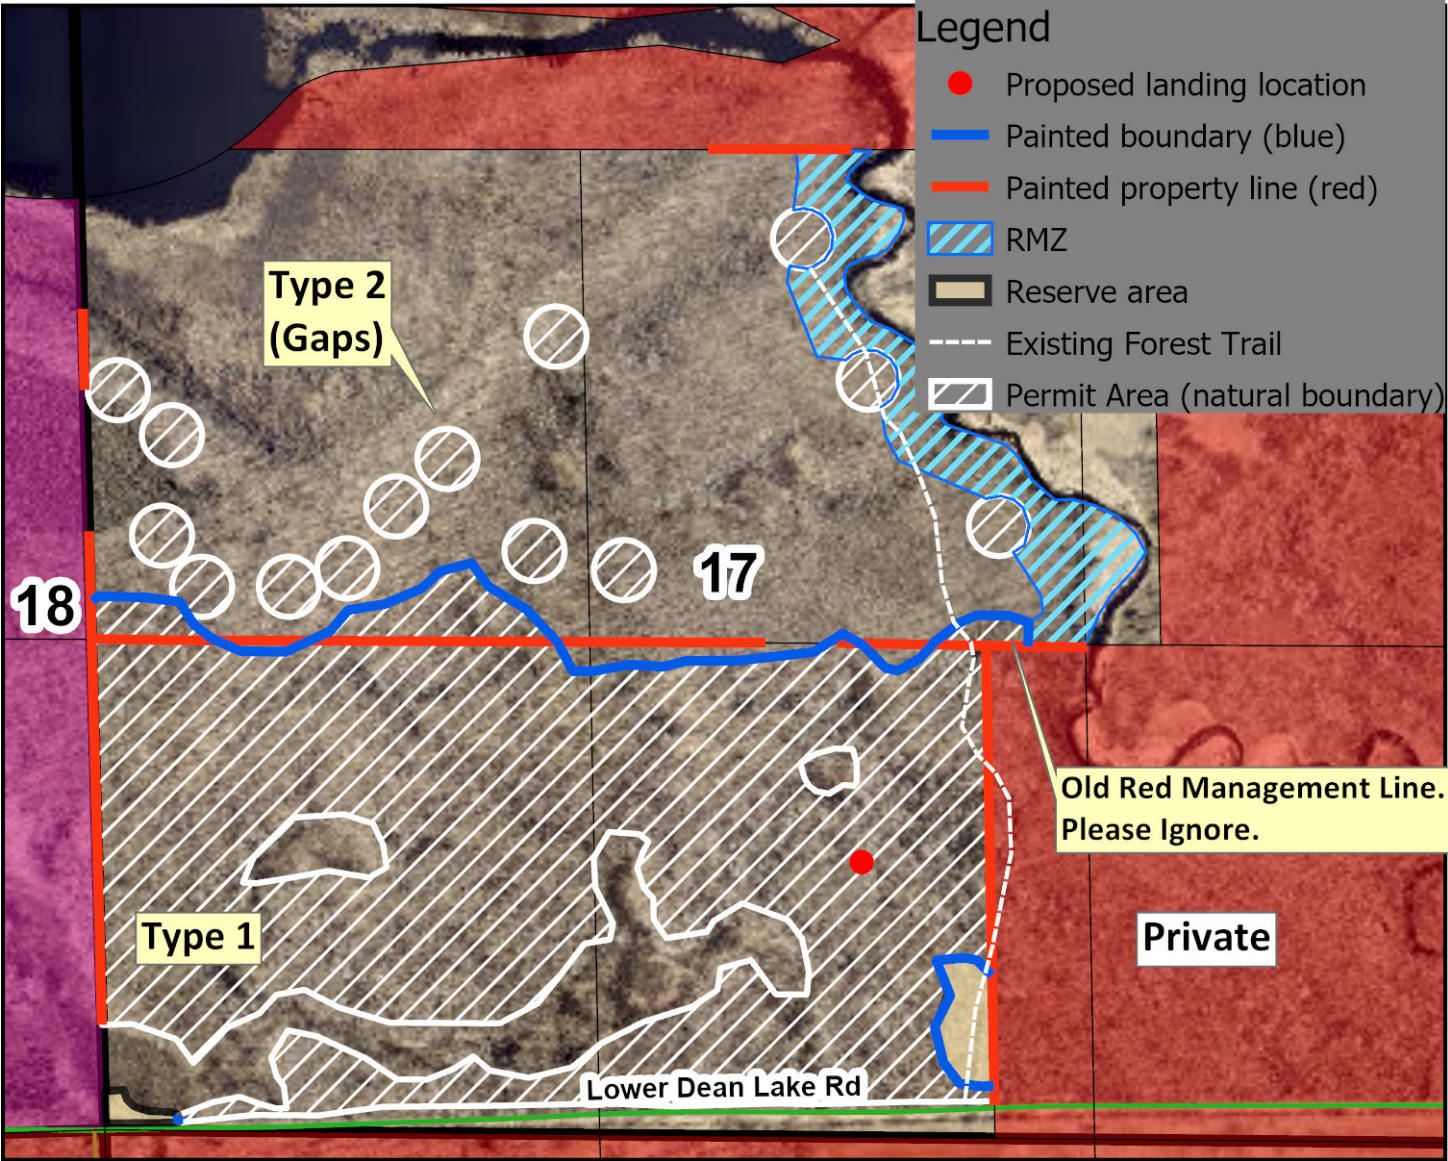 Legend
Proposed landing location
Painted boundary (blue)
Painted property line (red)
RMZ
Reserve area
Existing Forest Trail
Permit Area (natural boundary)
Type 2
(Gaps)
17
18
Old Red Management Line.
Please Ignore.
Type 1
Private
Lower Dean Lake Rd